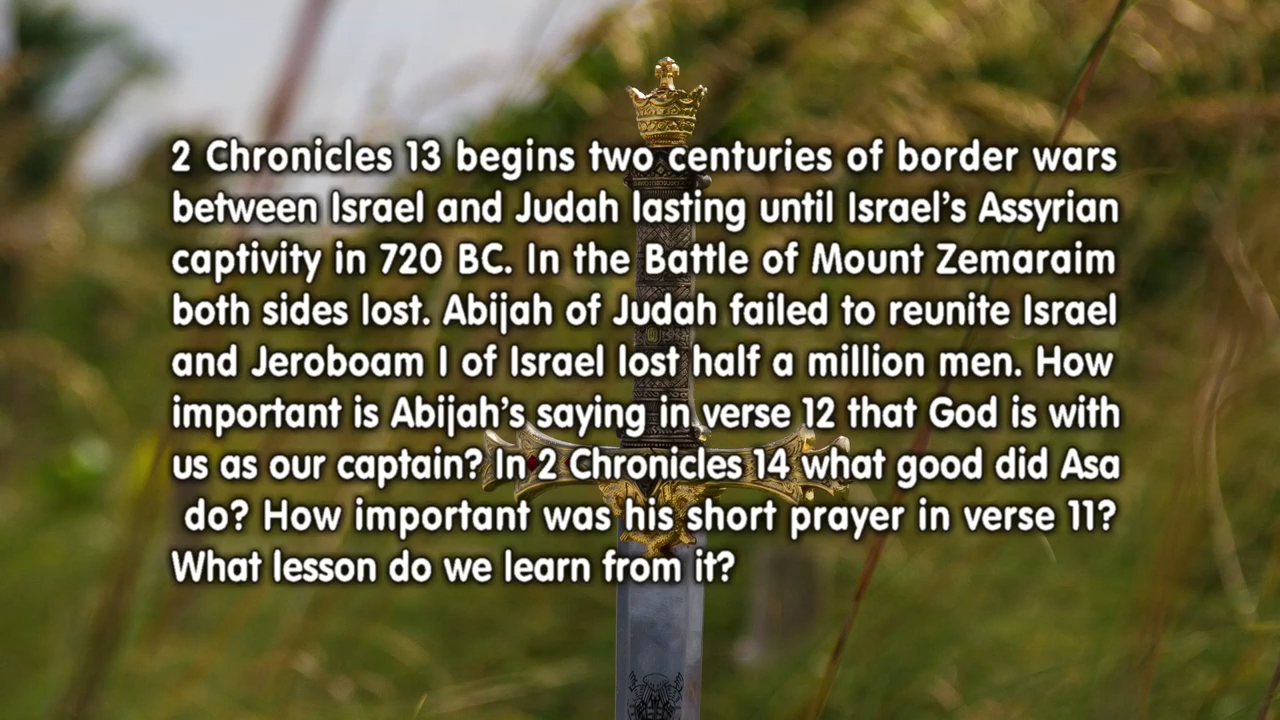 2 Chronicles 13 begins two centuries of border wars
between Israel and Judah lasting until Israel’s Assyrian
captivity in 720 BC. In the Battle of Mount Zemaraim
both sides lost. Abijah of Judah failed to reunite Israel
and Jeroboam I of Israel lost half a million men. How
important is Abijah’s saying in verse 12 that God is with
us as our captain? In 2 Chronicles 14 what good did Asa
do? How important was his short prayer in verse 11?
What lesson do we learn from it?